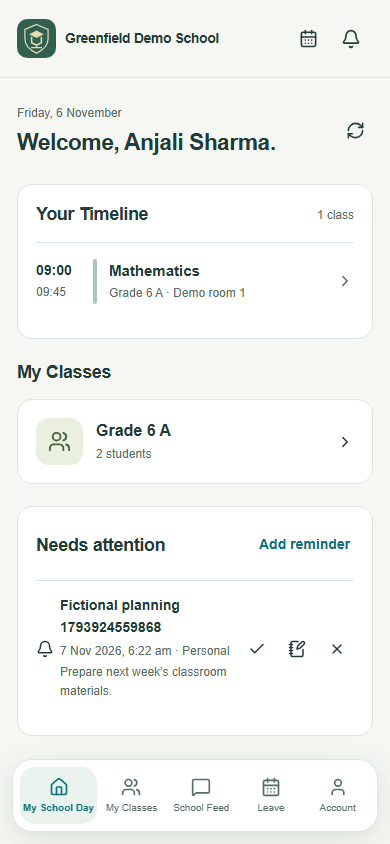 Greenfield Demo School
Friday, 6 November
Welcome, Anjali Sharma.
Your Timeline
1 class
09:00
Mathematics
09:45
Grade 6 A · Demo room 1
My Classes
Grade 6 A
2 students
Needs attention
Add reminder
Fictional planning
1793924559868
7 Nov 2026, 6:22 am · Personal
Prepare next week's classroom
materials.
My School Day
My Classes
School Feed
Leave
Account